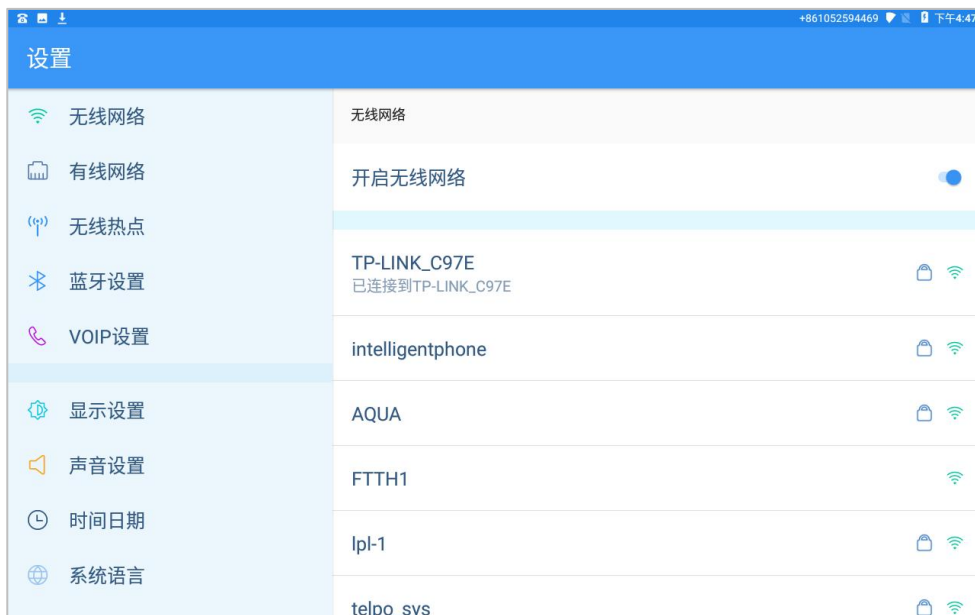 +861052594469 下午4:47
设置
无线网络
有线网络
无线热点
蓝牙设置
VOIP设置
显示设置
声音设置
时间日期
系统语言
无线网络
开启无线网络
TP-LINK_C97E
已连接到TP-LINK_C97E
intelligentphone
AQUA
FTTH1
lpl-1
telpo_sys